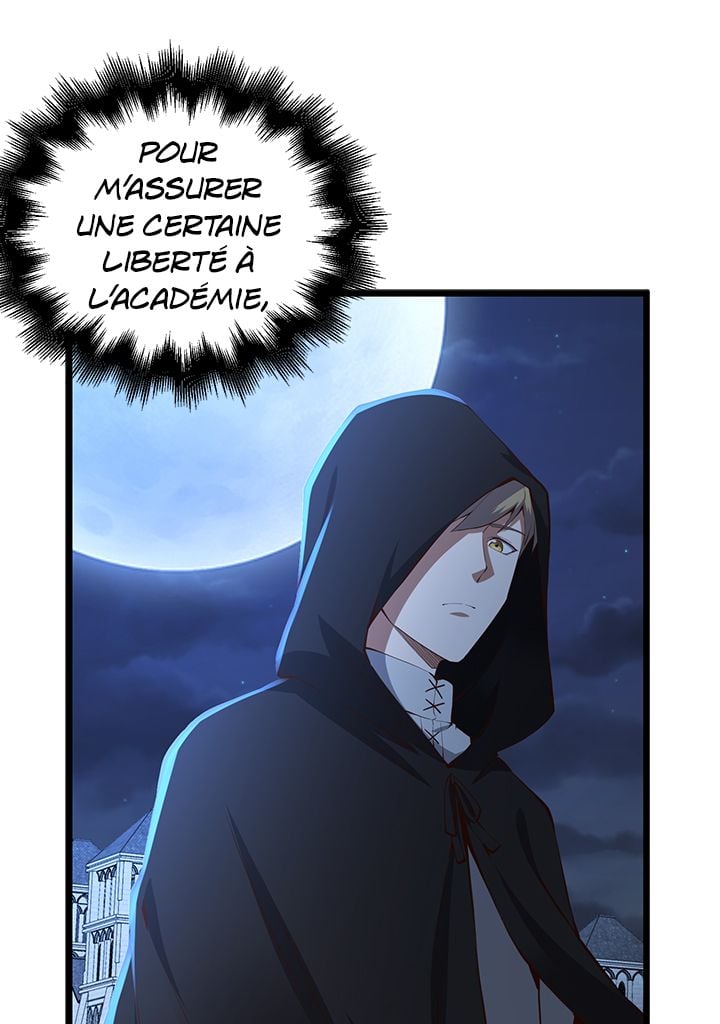 POUR
M'ASSURER
UNE CERTAINE
LIBERTÉ À
L'ACADÉMIE,